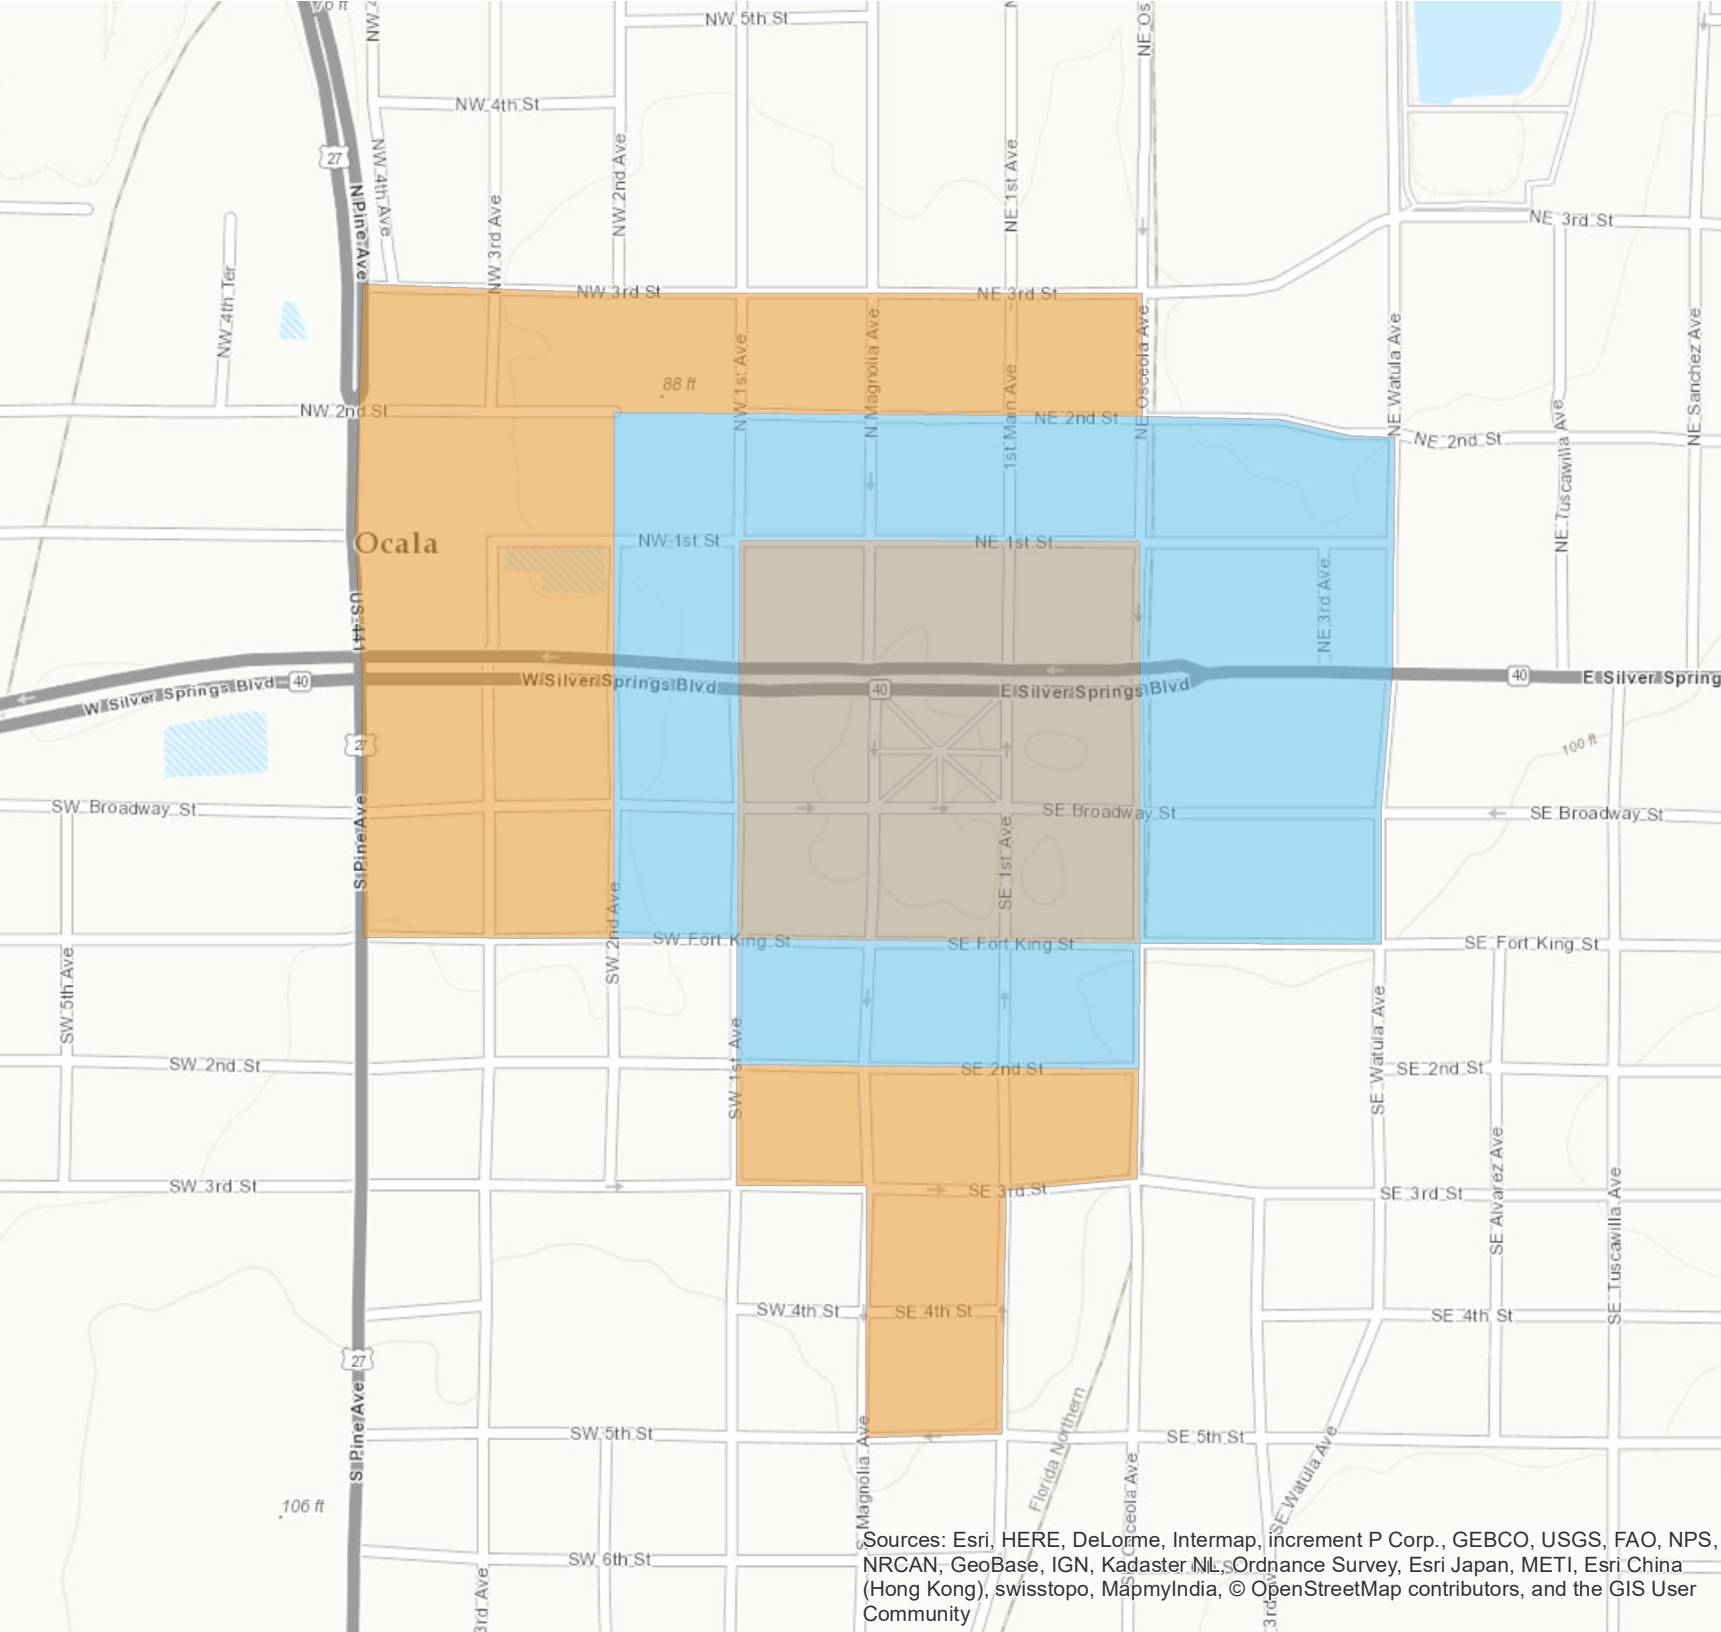 76 ft
NW 5th St
NE Os
NW 4th St
27
N Pine Ave
NW 4th Ave
NW 3rd Ave
NW 2nd Ave
NE 1st Ave
NE 3rd St
NW 4th Ter
NW 3rd St
NE 3rd St
88 ft
NW 1st Ave
N Magnolia Ave
1st Main Ave
NE Osceola Ave
NE Watula Ave
NE Sanchez Ave
NW 2nd St
NE 2nd St
NE 2nd St
NE Tuscawilla Ave
Ocala
NW 1st St
NE 1st St
NE 3rd Ave
US 441
W Silver Springs Blvd
40
W Silver Springs Blvd
40
E Silver Springs Blvd
40
E Silver Spring
27
100 ft
SW Broadway St
SE Broadway St
SE Broadway St
S Pine Ave
SE 1st Ave
SW 2nd Ave
SW Fort King St
SE Fort King St
SE Fort King St
SW 5th Ave
SW 1st Ave
SE Watula Ave
SW 2nd St
SE 2nd St
SE 2nd St
SE Alvarez Ave
SE Tuscawilla Ave
SW 3rd St
SE 3rd St
SE 3rd St
SW 4th St
SE 4th St
SE 4th St
27
S Pine Ave
SW 5th St
S Magnolia Ave
Florida Northern
SE 5th St
SE Watula Ave
106 ft
SW 6th St
3rd Ave
Sources: Esri, HERE, DeLorme, Intermap, increment P Corp., GEBCO, USGS, FAO, NPS,
NRCAN, GeoBase, IGN, Kadaster NL, Ordnance Survey, Esri Japan, METI, Esri China
(Hong Kong), swisstopo, MapmyIndia, © OpenStreetMap contributors, and the GIS User
Community